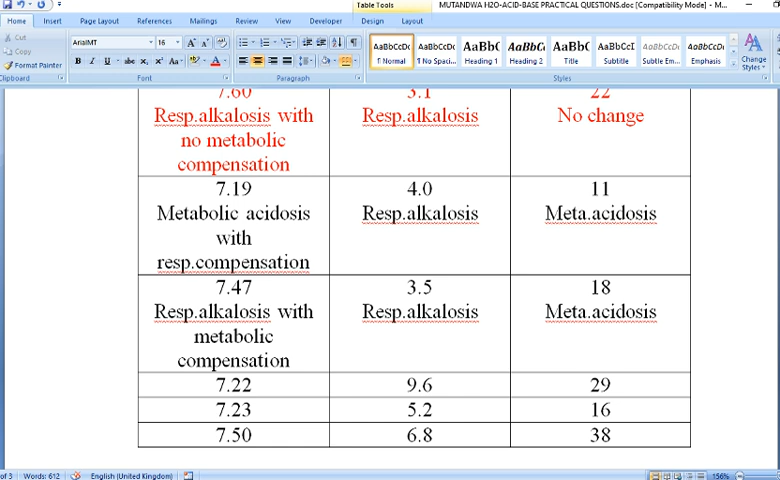 Table Tools
MUTANDWA H2O-ACID-BASE PRACTICAL QUESTIONS.doc [Compatibility Mode] - M...
Home Insert Page Layout References Mailings Review View Developer Design Layout
Cut
Copy
Format Painter
Clipboard
ArialMT 16
Font
Paragraph
AaBbCcDc AaBbCcDc AaBbC AaBbCc AaBbC AaBbCcI AaBbCcDc AaBbCcDc
¶ Normal ¶ No Spaci... Heading 1 Heading 2 Title Subtitle Subtle Em... Emphasis
Change
Styles
Styles
7.60 3.1 22
Resp.alkalosis with Resp.alkalosis No change
no metabolic
compensation
7.19 4.0 11
Metabolic acidosis Resp.alkalosis Meta.acidosis
with
resp.compensation
7.47 3.5 18
Resp.alkalosis with Resp.alkalosis Meta.acidosis
metabolic
compensation
7.22 9.6 29
7.23 5.2 16
7.50 6.8 38
of 3 Words: 612 English (United Kingdom) 156%